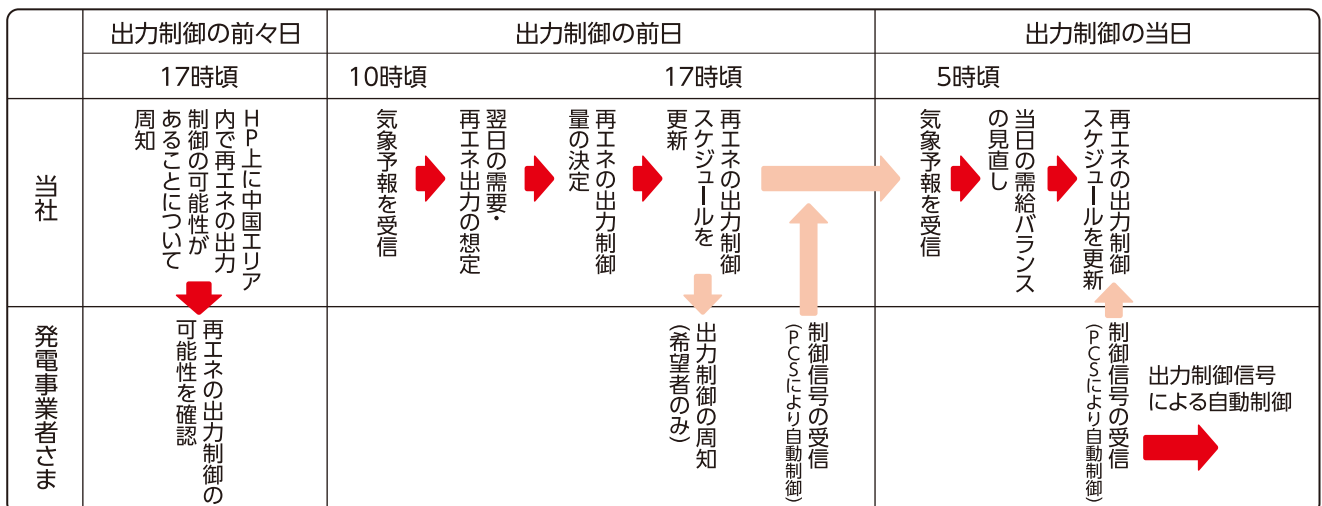 出力制御の前々日
出力制御の前日
出力制御の当日
17時頃
10時頃
17時頃
5時頃
当社
HP上に中国エリア
内で再エネの出力
制御の可能性が
あることについて
周知
気象予報を受信
翌日の需要・
再エネ出力の想定
再エネの出力制御
量の決定
再エネの出力制御
スケジュールを
更新
気象予報を受信
当日の需給バランス
の見直し
再エネの出力制御
スケジュールを更新
発電事業者さま
再エネの出力制御の
可能性を確認
出力制御の周知
(希望者のみ)
制御信号の受信
(PCSにより自動制御)
制御信号の受信
(PCSにより自動制御)
出力制御信号
による自動制御